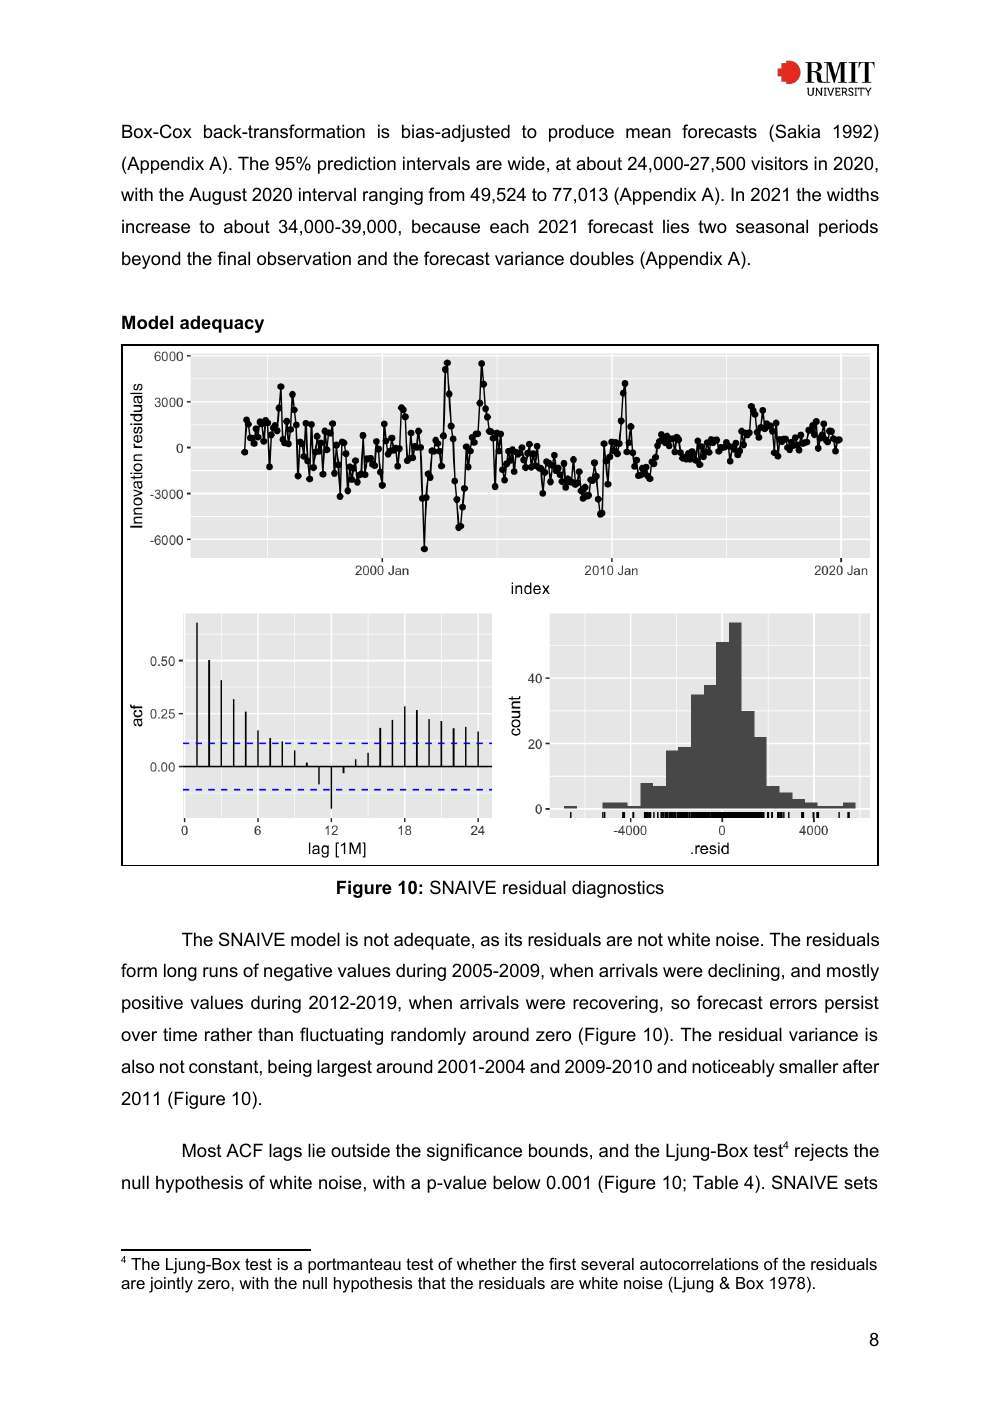 RMIT
UNIVERSITY
Box-Cox back-transformation is bias-adjusted to produce mean forecasts (Sakia 1992)
(Appendix A). The 95% prediction intervals are wide, at about 24,000-27,500 visitors in 2020,
with the August 2020 interval ranging from 49,524 to 77,013 (Appendix A). In 2021 the widths
increase to about 34,000-39,000, because each 2021 forecast lies two seasonal periods
beyond the final observation and the forecast variance doubles (Appendix A).
Model adequacy
6000
3000
0
-3000
-6000
Innovation residuals
2000 Jan
2010 Jan
2020 Jan
index
0.50
0.25
0.00
acf
0
6
12
18
24
lag [1M]
40
20
0
count
-4000
0
4000
.resid
Figure 10: SNAIVE residual diagnostics
The SNAIVE model is not adequate, as its residuals are not white noise. The residuals
form long runs of negative values during 2005-2009, when arrivals were declining, and mostly
positive values during 2012-2019, when arrivals were recovering, so forecast errors persist
over time rather than fluctuating randomly around zero (Figure 10). The residual variance is
also not constant, being largest around 2001-2004 and 2009-2010 and noticeably smaller after
2011 (Figure 10).
Most ACF lags lie outside the significance bounds, and the Ljung-Box test4 rejects the
null hypothesis of white noise, with a p-value below 0.001 (Figure 10; Table 4). SNAIVE sets
4 The Ljung-Box test is a portmanteau test of whether the first several autocorrelations of the residuals
are jointly zero, with the null hypothesis that the residuals are white noise (Ljung & Box 1978).
8